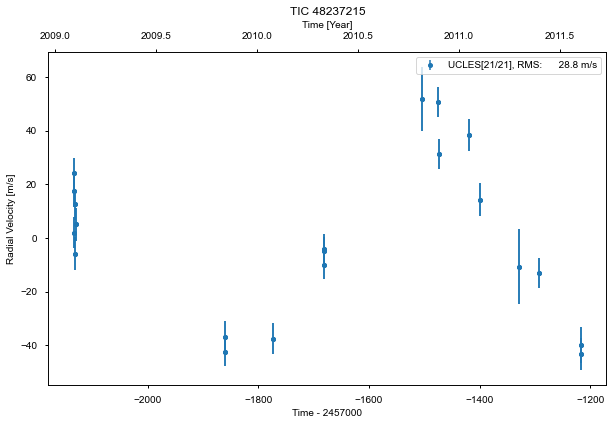 TIC 48237215
Time [Year]
2009.0 2009.5 2010.0 2010.5 2011.0 2011.5
UCLES[21/21], RMS: 28.8 m/s
Radial Velocity [m/s]
60
40
20
0
−20
−40
−2000 −1800 −1600 −1400 −1200
Time - 2457000